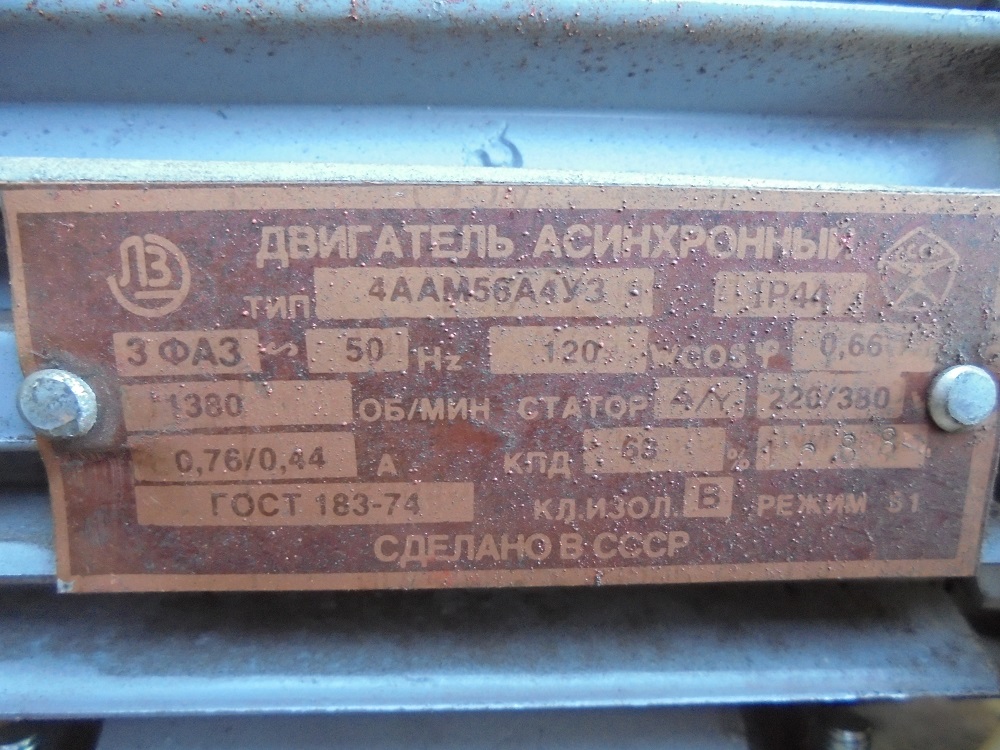 ЛЗ ДВИГАТЕЛЬ АСИНХРОННЫЙ
ТИП 4ААМ56А4У3 IP44
3 ФАЗ ~ 50 Hz 120 W COS φ 0,66
1380 ОБ/МИН СТАТОР Δ/Y 220/380
0,76/0,44 А КПД 63 %
ГОСТ 183-74 КЛ.ИЗОЛ. В РЕЖИМ S1
СДЕЛАНО В СССР